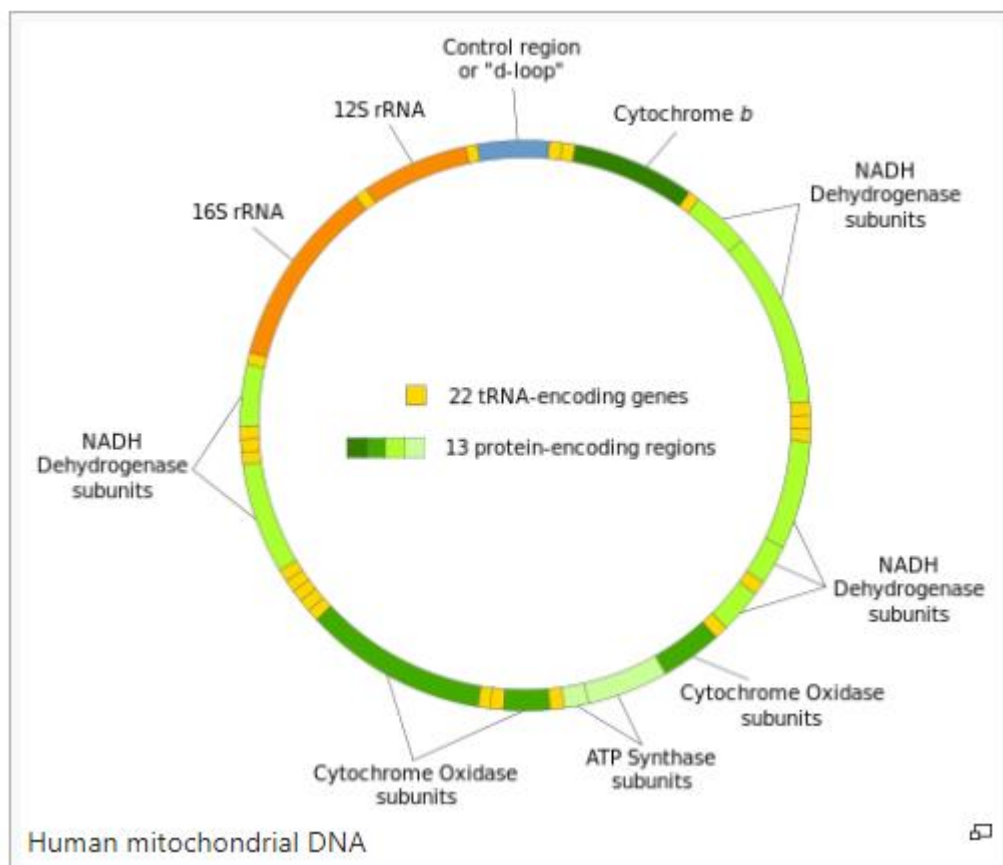 Control region
or "d-loop"
12S rRNA
Cytochrome b
NADH
Dehydrogenase
subunits
16S rRNA
22 tRNA-encoding genes
13 protein-encoding regions
NADH
Dehydrogenase
subunits
NADH
Dehydrogenase
subunits
Cytochrome Oxidase
subunits
ATP Synthase
subunits
Cytochrome Oxidase
subunits
Human mitochondrial DNA